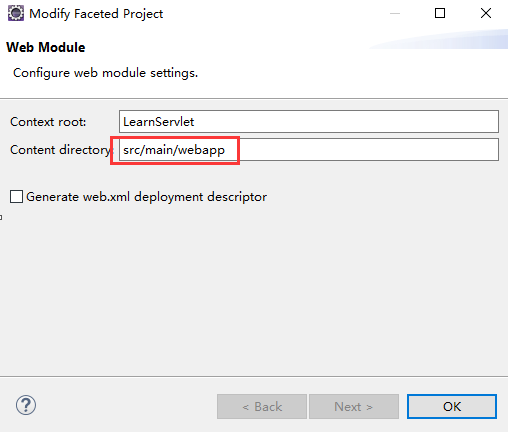 Modify Faceted Project
Web Module
Configure web module settings.
Context root: LearnServlet
Content directory: src/main/webapp
Generate web.xml deployment descriptor
? < Back Next > OK